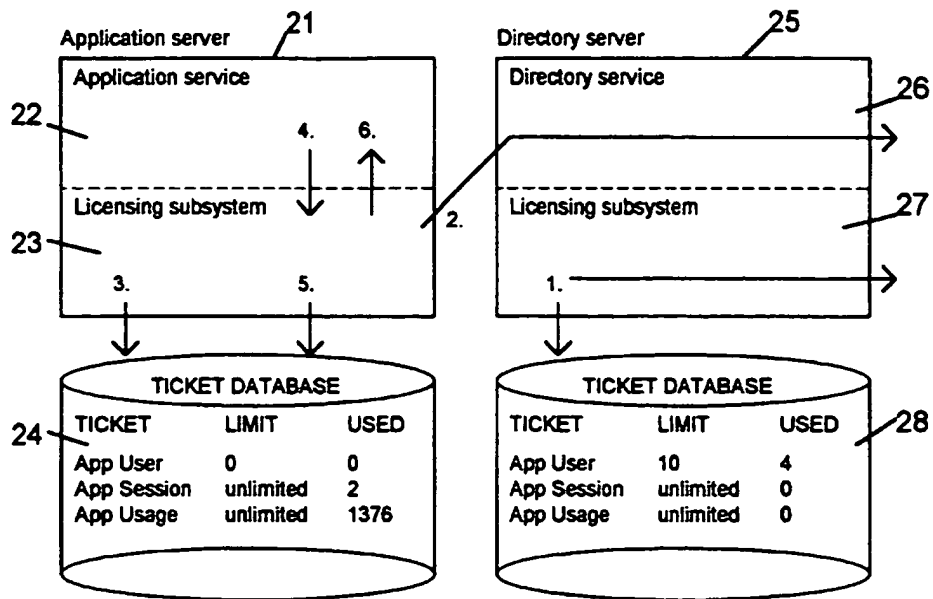 21
25
Application server
Directory server
Application service
Directory service
22
26
4.
6.
Licensing subsystem
Licensing subsystem
2.
27
23
3.
5.
1.
TICKET DATABASE
TICKET DATABASE
24
28
TICKET LIMIT USED
App User 0 0
App Session unlimited 2
App Usage unlimited 1376
TICKET LIMIT USED
App User 10 4
App Session unlimited 0
App Usage unlimited 0